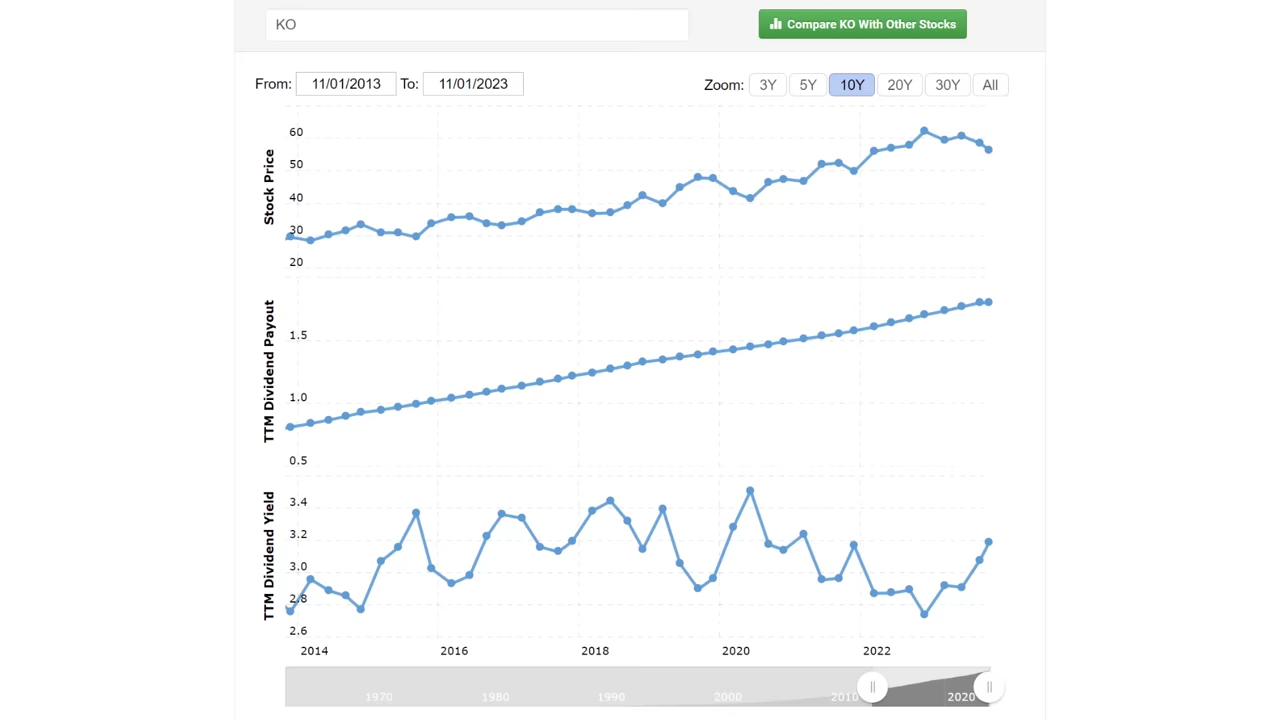 KO
Compare KO With Other Stocks
From: 11/01/2013 To: 11/01/2023
Zoom: 3Y 5Y 10Y 20Y 30Y All
Stock Price
60
50
40
30
20
TTM Dividend Payout
1.5
1.0
0.5
TTM Dividend Yield
3.4
3.2
3.0
2.8
2.6
2014 2016 2018 2020 2022
1970 1980 1990 2000 2010 2020